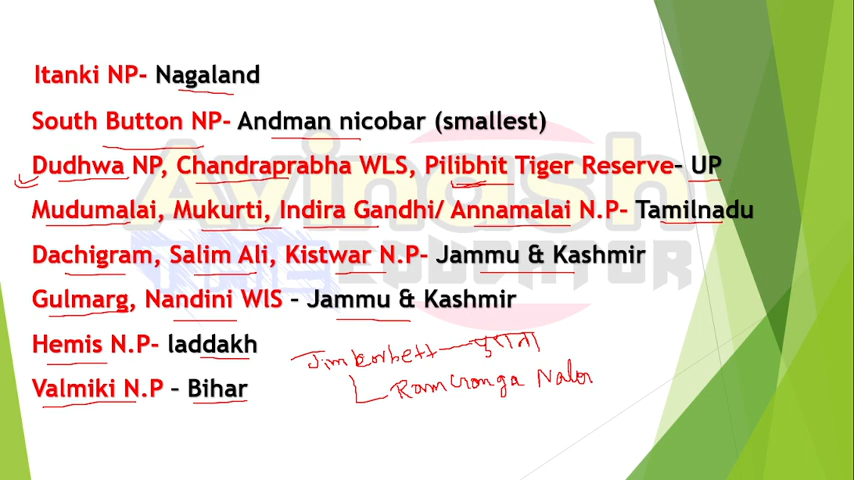 Itanki NP- Nagaland
South Button NP- Andman nicobar (smallest)
Dudhwa NP, Chandraprabha WLS, Pilibhit Tiger Reserve- UP
Mudumalai, Mukurti, Indira Gandhi/ Annamalai N.P- Tamilnadu
Dachigram, Salim Ali, Kistwar N.P- Jammu & Kashmir
Gulmarg, Nandini WlS - Jammu & Kashmir
Hemis N.P- laddakh
Valmiki N.P - Bihar
Jim Corbett - पुराना
Avinash
EDUCATOR